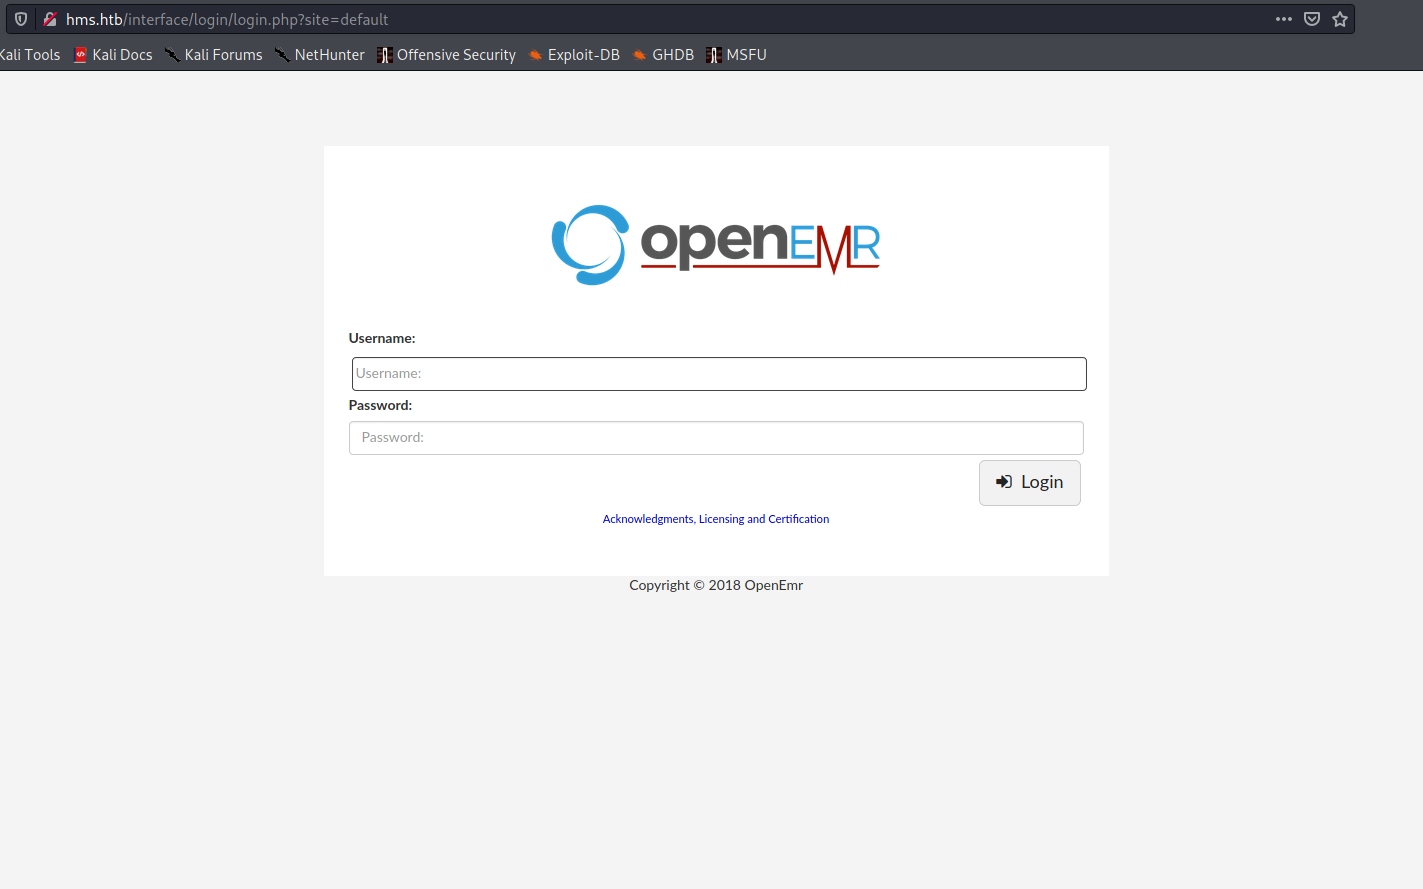 hms.htb/interface/login/login.php?site=default
Kali Tools Kali Docs Kali Forums NetHunter Offensive Security Exploit-DB GHDB MSFU
openEMR
Username:
Username:
Password:
Password:
Login
Acknowledgments, Licensing and Certification
Copyright © 2018 OpenEmr